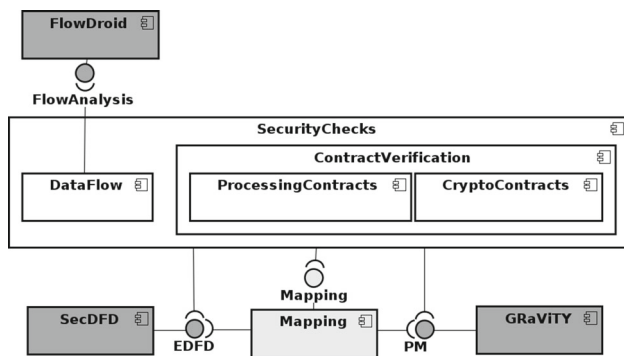 FlowDroid
FlowAnalysis
SecurityChecks
ContractVerification
DataFlow
ProcessingContracts
CryptoContracts
Mapping
SecDFD
EDFD
Mapping
PM
GRaViTY